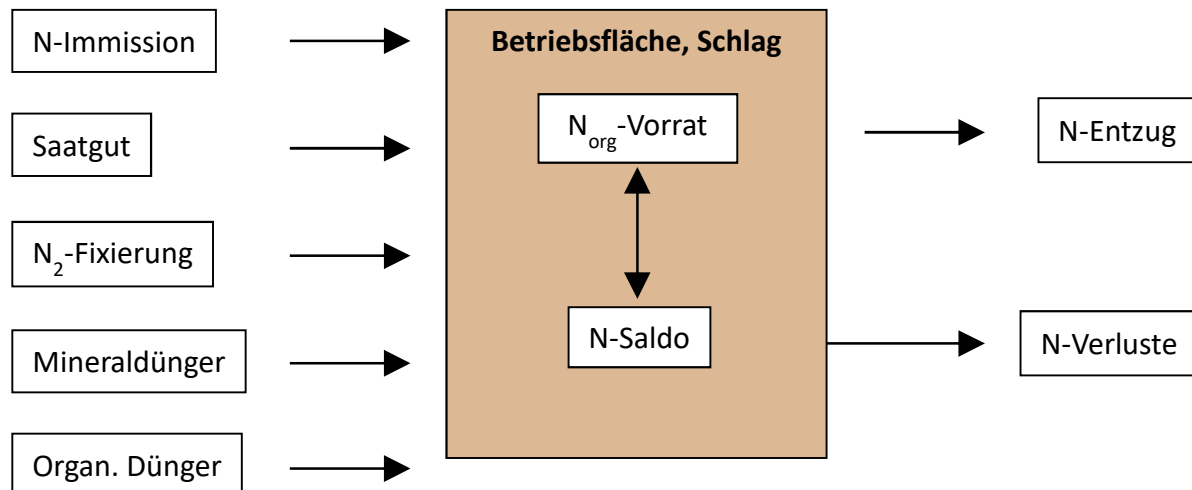 N-Immission
Saatgut
N₂-Fixierung
Mineraldünger
Organ. Dünger
Betriebsfläche, Schlag
Nₒrg-Vorrat
N-Saldo
N-Entzug
N-Verluste